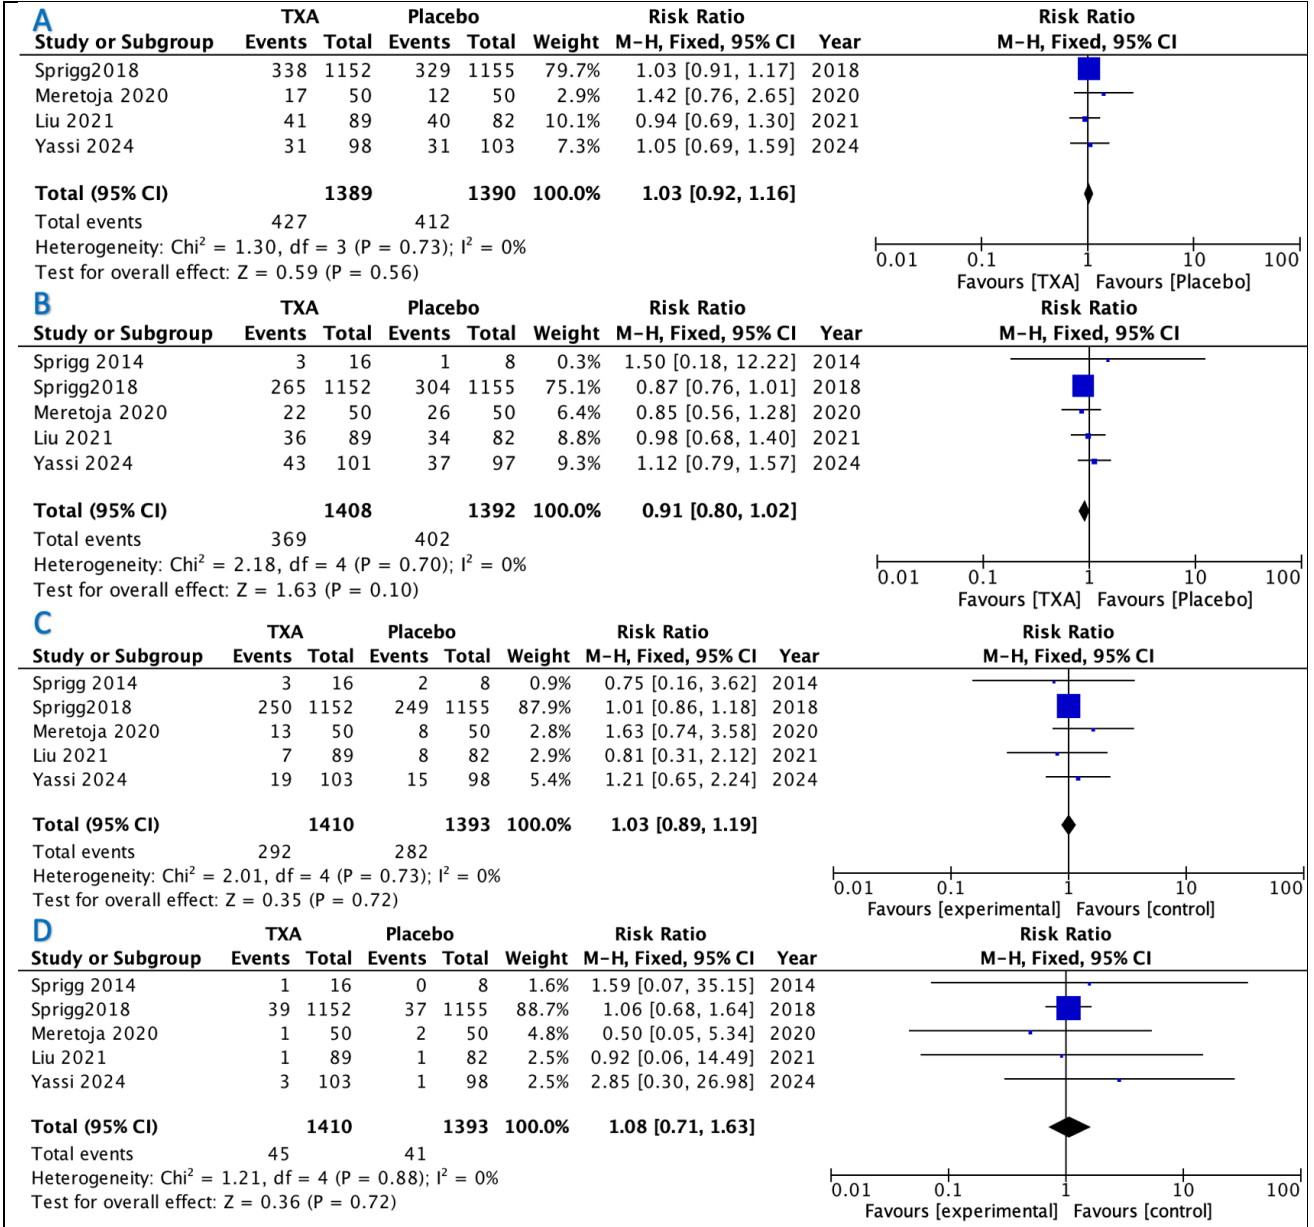 A
TXA Placebo Risk Ratio Risk Ratio
Study or Subgroup Events Total Events Total Weight M-H, Fixed, 95% CI Year M-H, Fixed, 95% CI
Sprigg2018 338 1152 329 1155 79.7% 1.03 [0.91, 1.17] 2018
Meretoja 2020 17 50 12 50 2.9% 1.42 [0.76, 2.65] 2020
Liu 2021 41 89 40 82 10.1% 0.94 [0.69, 1.30] 2021
Yassi 2024 31 98 31 103 7.3% 1.05 [0.69, 1.59] 2024
Total (95% CI) 1389 1390 100.0% 1.03 [0.92, 1.16]
Total events 427 412
Heterogeneity: Chi² = 1.30, df = 3 (P = 0.73); I² = 0%
Test for overall effect: Z = 0.59 (P = 0.56)
0.01 0.1 1 10 100
Favours [TXA] Favours [Placebo]
B
TXA Placebo Risk Ratio Risk Ratio
Study or Subgroup Events Total Events Total Weight M-H, Fixed, 95% CI Year M-H, Fixed, 95% CI
Sprigg 2014 3 16 1 8 0.3% 1.50 [0.18, 12.22] 2014
Sprigg2018 265 1152 304 1155 75.1% 0.87 [0.76, 1.01] 2018
Meretoja 2020 22 50 26 50 6.4% 0.85 [0.56, 1.28] 2020
Liu 2021 36 89 34 82 8.8% 0.98 [0.68, 1.40] 2021
Yassi 2024 43 101 37 97 9.3% 1.12 [0.79, 1.57] 2024
Total (95% CI) 1408 1392 100.0% 0.91 [0.80, 1.02]
Total events 369 402
Heterogeneity: Chi² = 2.18, df = 4 (P = 0.70); I² = 0%
Test for overall effect: Z = 1.63 (P = 0.10)
0.01 0.1 1 10 100
Favours [TXA] Favours [Placebo]
C
TXA Placebo Risk Ratio Risk Ratio
Study or Subgroup Events Total Events Total Weight M-H, Fixed, 95% CI Year M-H, Fixed, 95% CI
Sprigg 2014 3 16 2 8 0.9% 0.75 [0.16, 3.62] 2014
Sprigg2018 250 1152 249 1155 87.9% 1.01 [0.86, 1.18] 2018
Meretoja 2020 13 50 8 50 2.8% 1.63 [0.74, 3.58] 2020
Liu 2021 7 89 8 82 2.9% 0.81 [0.31, 2.12] 2021
Yassi 2024 19 103 15 98 5.4% 1.21 [0.65, 2.24] 2024
Total (95% CI) 1410 1393 100.0% 1.03 [0.89, 1.19]
Total events 292 282
Heterogeneity: Chi² = 2.01, df = 4 (P = 0.73); I² = 0%
Test for overall effect: Z = 0.35 (P = 0.72)
0.01 0.1 1 10 100
Favours [experimental] Favours [control]
D
TXA Placebo Risk Ratio Risk Ratio
Study or Subgroup Events Total Events Total Weight M-H, Fixed, 95% CI Year M-H, Fixed, 95% CI
Sprigg 2014 1 16 0 8 1.6% 1.59 [0.07, 35.15] 2014
Sprigg2018 39 1152 37 1155 88.7% 1.06 [0.68, 1.64] 2018
Meretoja 2020 1 50 2 50 4.8% 0.50 [0.05, 5.34] 2020
Liu 2021 1 89 1 82 2.5% 0.92 [0.06, 14.49] 2021
Yassi 2024 3 103 1 98 2.5% 2.85 [0.30, 26.98] 2024
Total (95% CI) 1410 1393 100.0% 1.08 [0.71, 1.63]
Total events 45 41
Heterogeneity: Chi² = 1.21, df = 4 (P = 0.88); I² = 0%
Test for overall effect: Z = 0.36 (P = 0.72)
0.01 0.1 1 10 100
Favours [experimental] Favours [control]